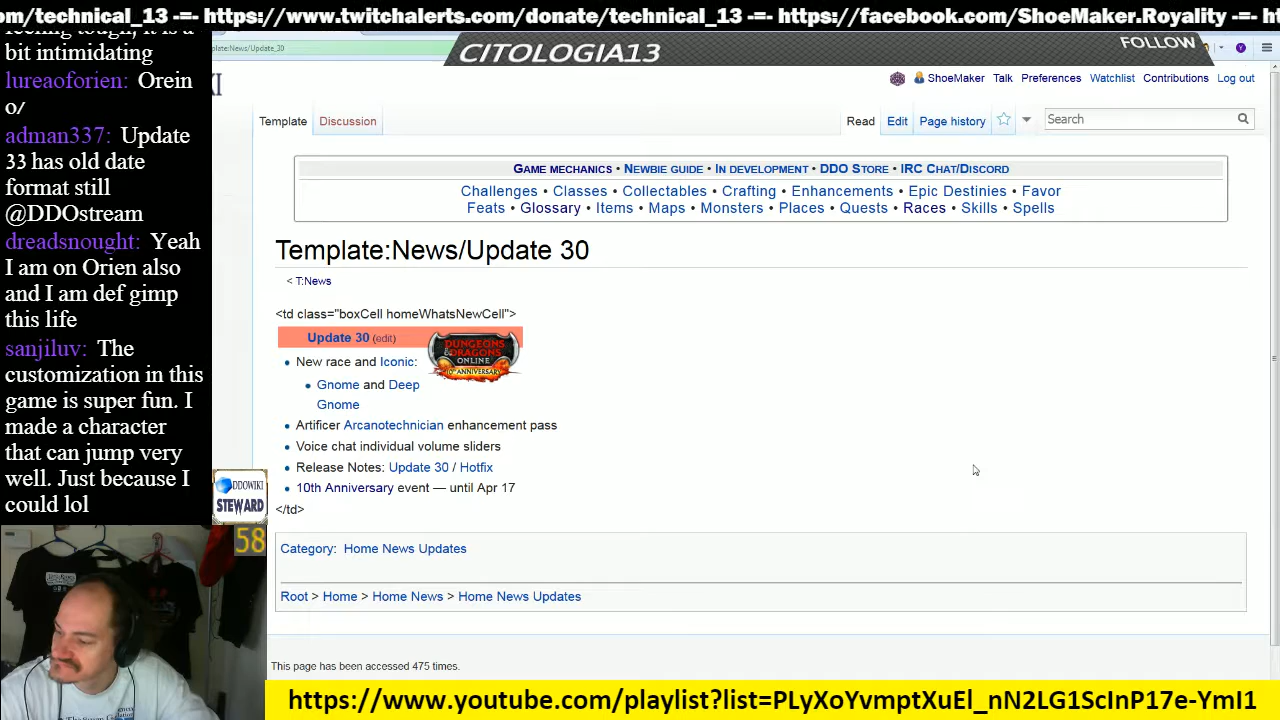 om/technical_13 -=- https://www.twitchalerts.com/donate/technical_13 -=- https://facebook.com/ShoeMaker.Royality -=-
CITOLOGIA13
FOLLOW
feeling tough, it is a
bit intimidating
lureaoforien: Orein
o/
adman337: Update
33 has old date
format still
@DDOstream
dreadsnought: Yeah
I am on Orien also
and I am def gimp
this life
sanjiluv: The
customization in this
game is super fun. I
made a character
that can jump very
well. Just because I
could lol
plate:News/Update_30
ShoeMaker Talk Preferences Watchlist Contributions Log out
Template Discussion Read Edit Page history Search
Game mechanics • Newbie guide • In development • DDO Store • IRC Chat/Discord
Challenges • Classes • Collectables • Crafting • Enhancements • Epic Destinies • Favor
Feats • Glossary • Items • Maps • Monsters • Places • Quests • Races • Skills • Spells
Template:News/Update 30
< T:News
<td class="boxCell homeWhatsNewCell">
Update 30 (edit)
DUNGEONS
&DRAGONS
ONLINE
10TH ANNIVERSARY
• New race and Iconic:
• Gnome and Deep
Gnome
• Artificer Arcanotechnician enhancement pass
• Voice chat individual volume sliders
• Release Notes: Update 30 / Hotfix
• 10th Anniversary event — until Apr 17
</td>
DDOWIKI
STEWARD
58
Category: Home News Updates
Root > Home > Home News > Home News Updates
This page has been accessed 475 times.
https://www.youtube.com/playlist?list=PLyXoYvmptXuEl_nN2LG1ScInP17e-YmI1